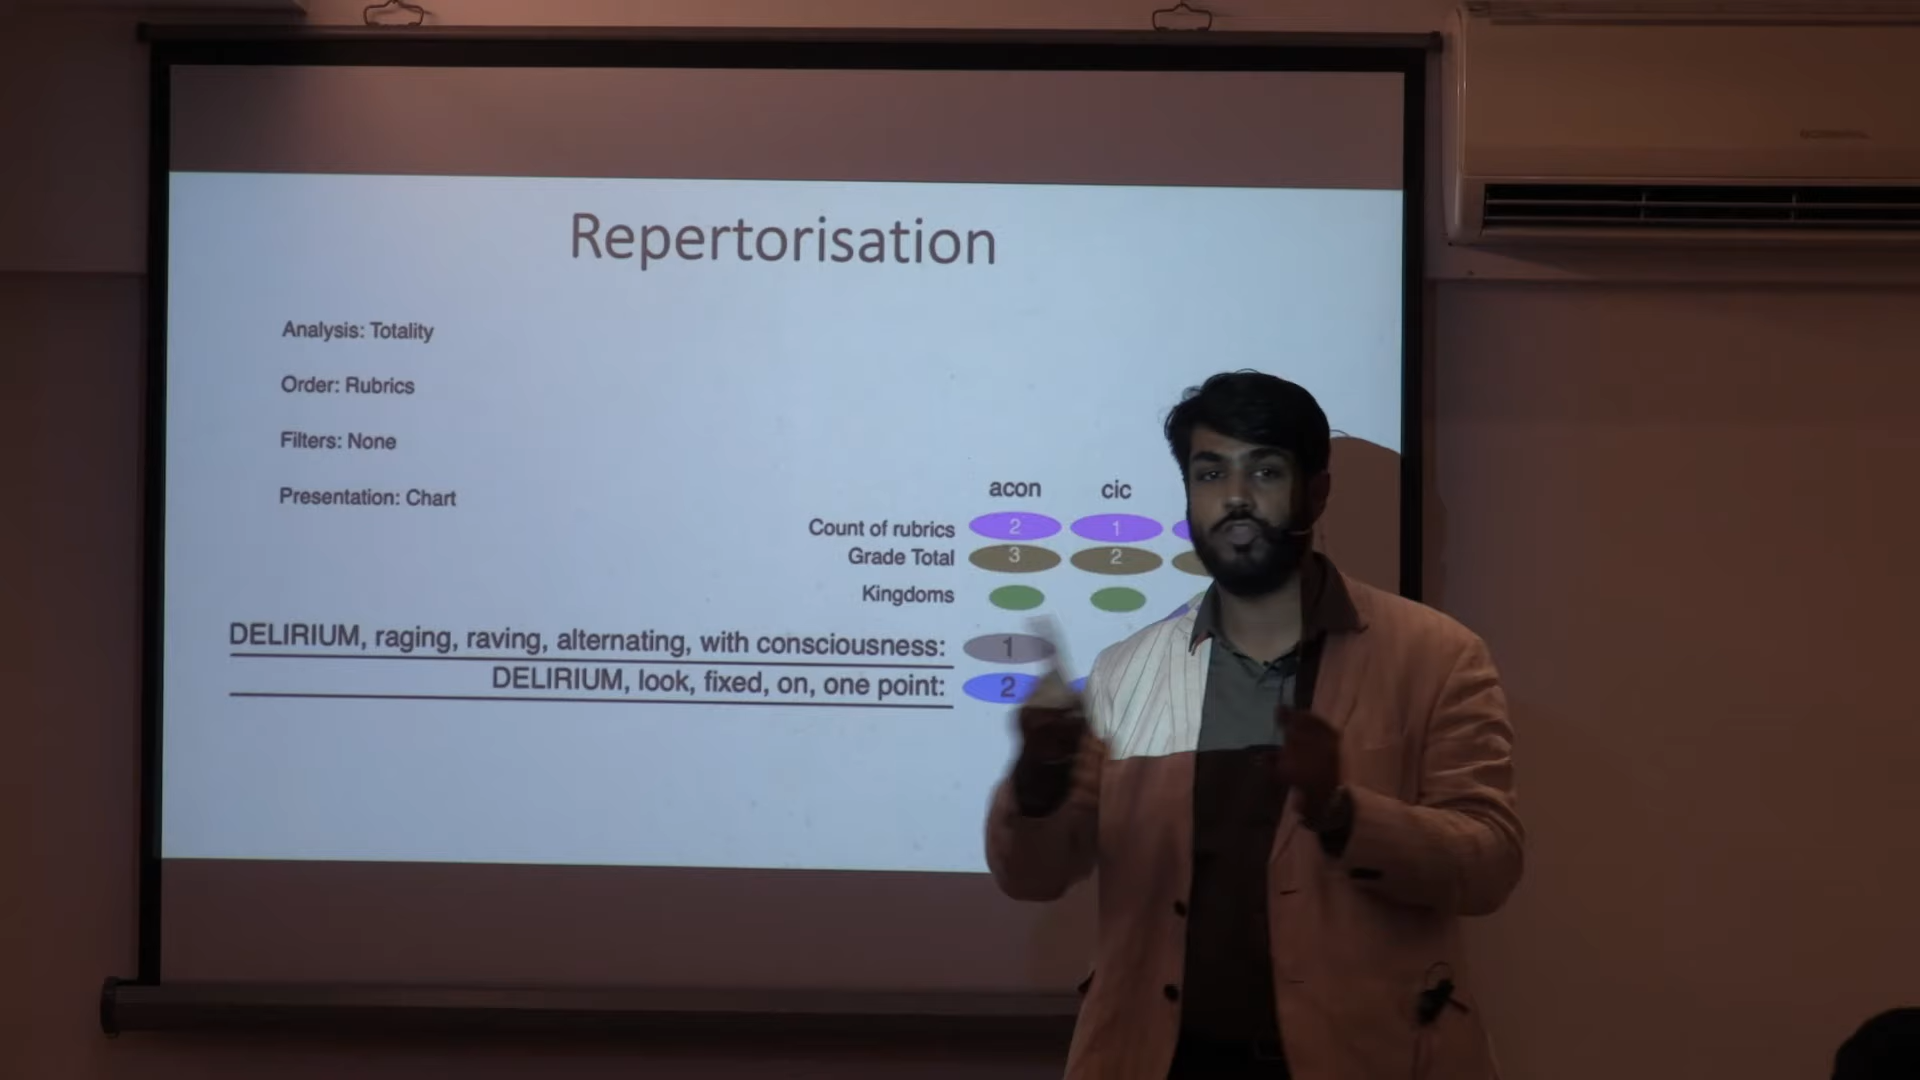 Repertorisation
Analysis: Totality
Order: Rubrics
Filters: None
Presentation: Chart
acon cic
Count of rubrics 2 1
Grade Total 3 2
Kingdoms
DELIRIUM, raging, raving, alternating, with consciousness: 1
DELIRIUM, look, fixed, on, one point: 2